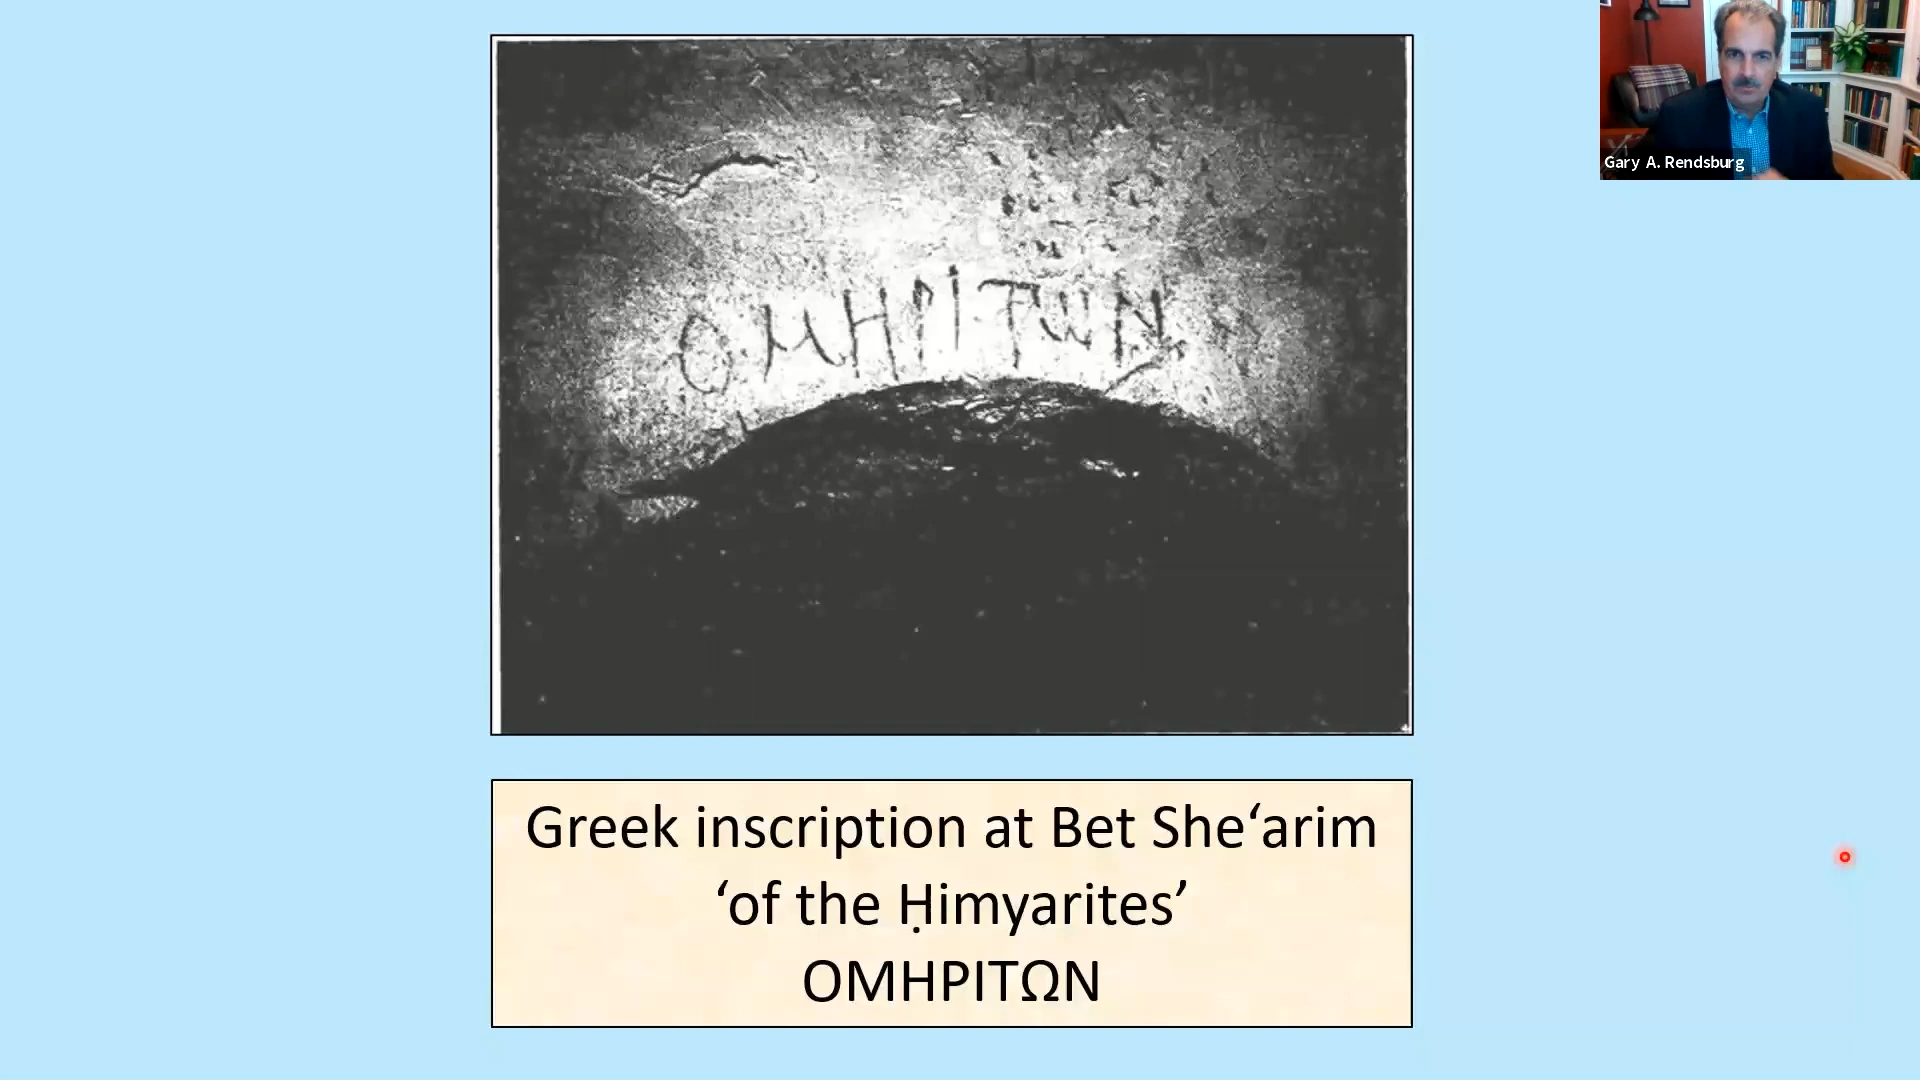 ΟΜΗΡΙΤωΝ
Gary A. Rendsburg
Greek inscription at Bet She‘arim
‘of the Ḥimyarites’
ΟΜΗΡΙΤΩΝ